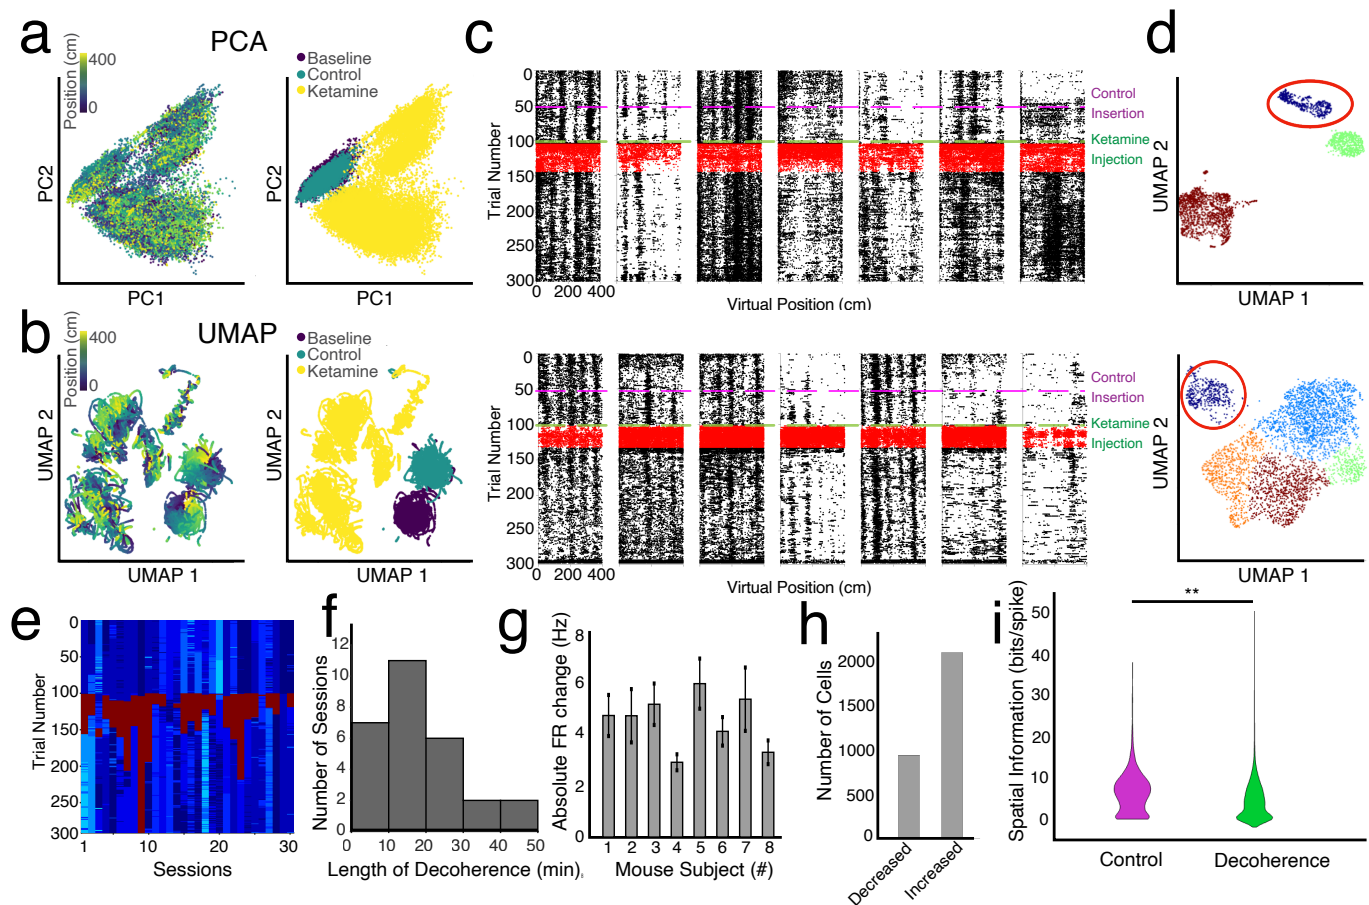 a
PCA
Position (cm)
400
0
PC2
PC1
Baseline
Control
Ketamine
PC2
PC1
b
UMAP
Position (cm)
400
0
UMAP 2
UMAP 1
Baseline
Control
Ketamine
UMAP 2
UMAP 1
c
Trial Number
0
50
100
150
200
250
300
0 200 400
Virtual Position (cm)
Control
Insertion
Ketamine
Injection
Trial Number
0
50
100
150
200
250
300
0 200 400
Virtual Position (cm)
Control
Insertion
Ketamine
Injection
d
UMAP 2
UMAP 1
UMAP 2
UMAP 1
e
Trial Number
0
50
100
150
200
250
300
1 10 20 30
Sessions
f
Number of Sessions
12
10
8
6
4
2
0
0 10 20 30 40 50
Length of Decoherence (min)
g
Absolute FR change (Hz)
8
6
4
2
0
1 2 3 4 5 6 7 8
Mouse Subject (#)
h
Number of Cells
2000
1500
1000
500
0
Decreased
Increased
i
Spatial Information (bits/spike)
50
40
30
20
10
0
**
Control
Decoherence